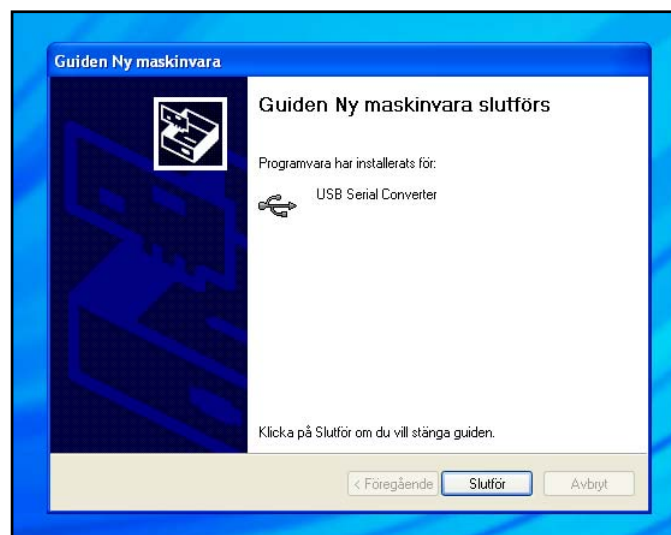 Guiden Ny maskinvara
Guiden Ny maskinvara slutförs
Programvara har installerats för:
USB Serial Converter
Klicka på Slutför om du vill stänga guiden.
< Föregående Slutför Avbryt